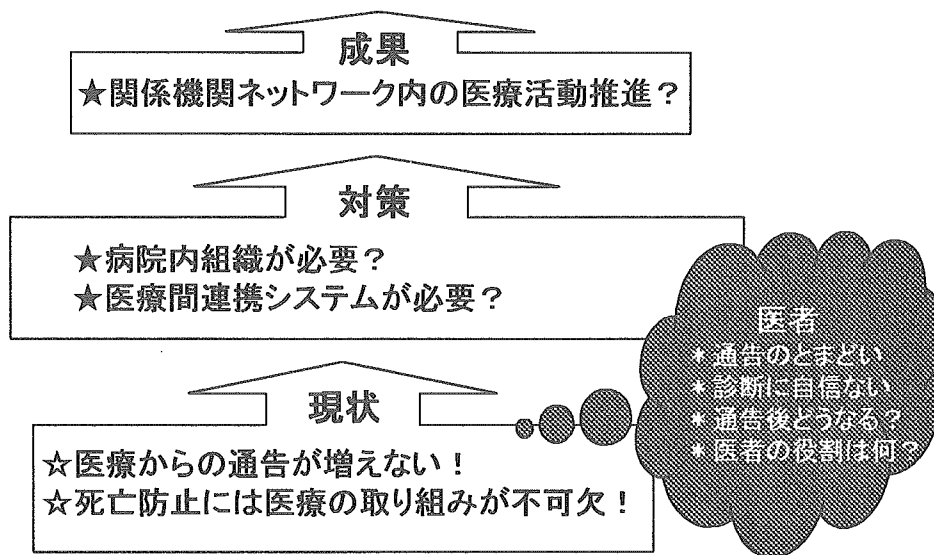 成果
★関係機関ネットワーク内の医療活動推進？
対策
★病院内組織が必要？
★医療間連携システムが必要？
医者
＊通告のとまどい
＊診断に自信ない
＊通告後どうなる？
＊医者の役割は何？
現状
☆医療からの通告が増えない！
☆死亡防止には医療の取り組みが不可欠！